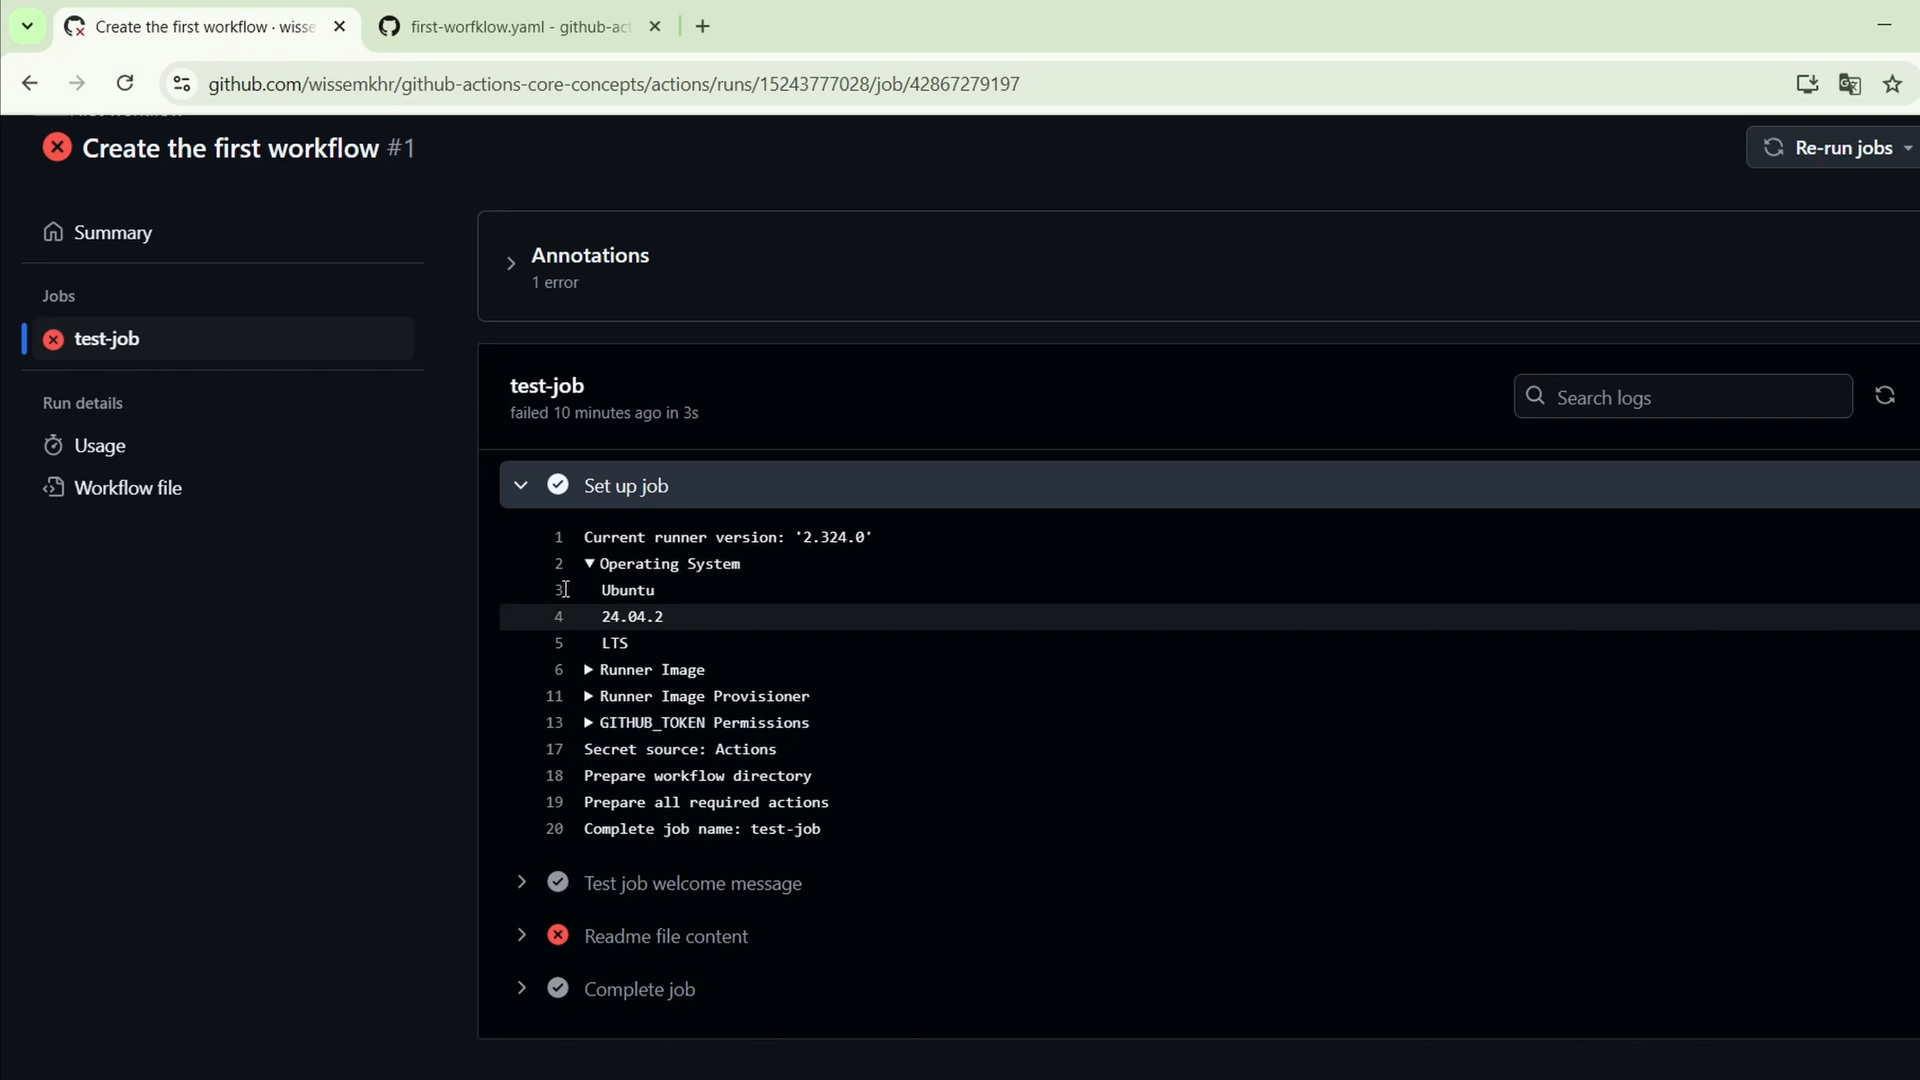 Create the first workflow · wisse
first-worfklow.yaml - github-act
github.com/wissemkhr/github-actions-core-concepts/actions/runs/15243777028/job/42867279197
Create the first workflow #1
Re-run jobs
Summary
Jobs
test-job
Run details
Usage
Workflow file
Annotations
1 error
test-job
failed 10 minutes ago in 3s
Search logs
Set up job
1 Current runner version: '2.324.0'
2 ▼Operating System
3 Ubuntu
4 24.04.2
5 LTS
6 ▶Runner Image
11 ▶Runner Image Provisioner
13 ▶GITHUB_TOKEN Permissions
17 Secret source: Actions
18 Prepare workflow directory
19 Prepare all required actions
20 Complete job name: test-job
Test job welcome message
Readme file content
Complete job